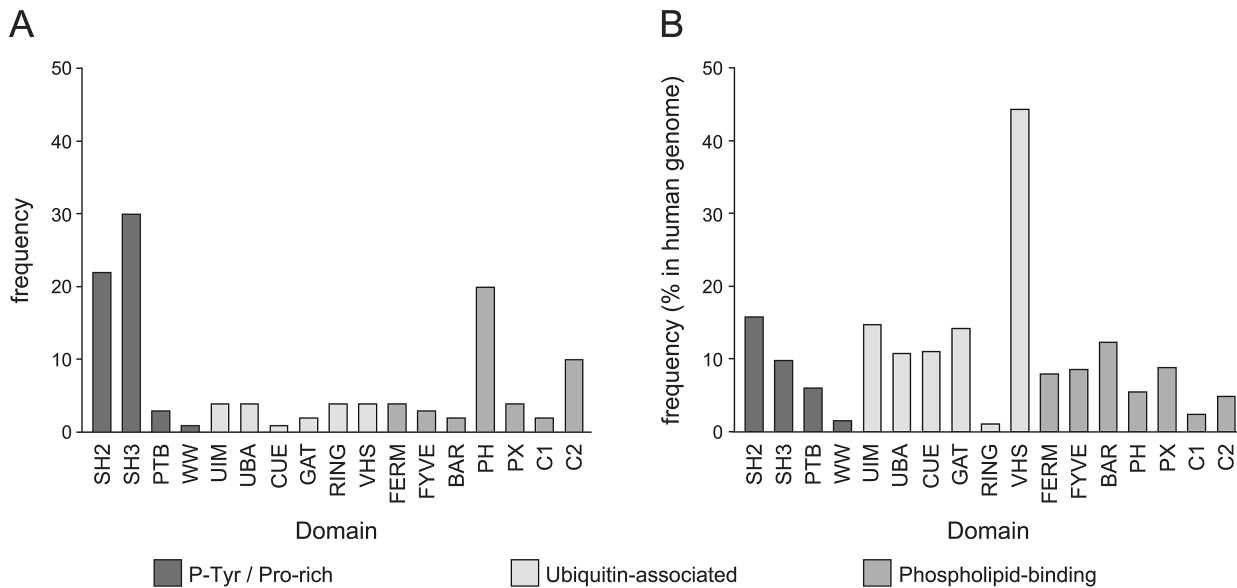 A
B
frequency
50
40
30
20
10
0
SH2
SH3
PTB
WW
UIM
UBA
CUE
GAT
RING
VHS
FERM
FYVE
BAR
PH
PX
C1
C2
Domain
frequency (% in human genome)
50
40
30
20
10
0
SH2
SH3
PTB
WW
UIM
UBA
CUE
GAT
RING
VHS
FERM
FYVE
BAR
PH
PX
C1
C2
Domain
P-Tyr / Pro-rich
Ubiquitin-associated
Phospholipid-binding